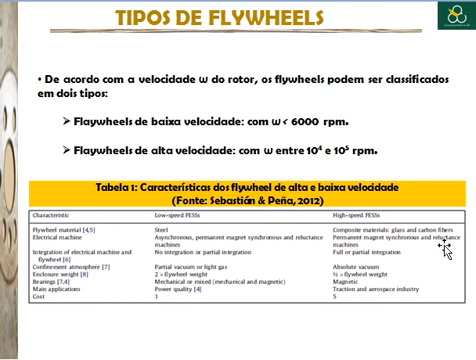 TIPOS DE FLYWHEELS
• De acordo com a velocidade ω do rotor, os flywheels podem ser classificados
em dois tipos:
➢ Flaywheels de baixa velocidade: com ω < 6000 rpm.
➢ Flaywheels de alta velocidade: com ω entre 10⁴ e 10⁵ rpm.
Tabela 1: Características dos flywheel de alta e baixa velocidade
(Fonte: Sebastián & Peña, 2012)
Characteristic Low-speed FESSs High-speed FESSs
Flywheel material [4,5] Steel Composite materials: glass and carbon fibers
Electrical machine Asynchronous, permanent magnet synchronous and reluctance Permanent magnet synchronous and reluctance
machines machines
Integration of electrical machine and No integration or partial integration Full or partial integration
flywheel [6]
Confinement atmosphere [7] Partial vacuum or light gas Absolute vacuum
Enclosure weight [8] 2 × flywheel weight ½ × flywheel weight
Bearings [7,4] Mechanical or mixed (mechanical and magnetic) Magnetic
Main applications Power quality [4] Traction and aerospace industry
Cost 1 5